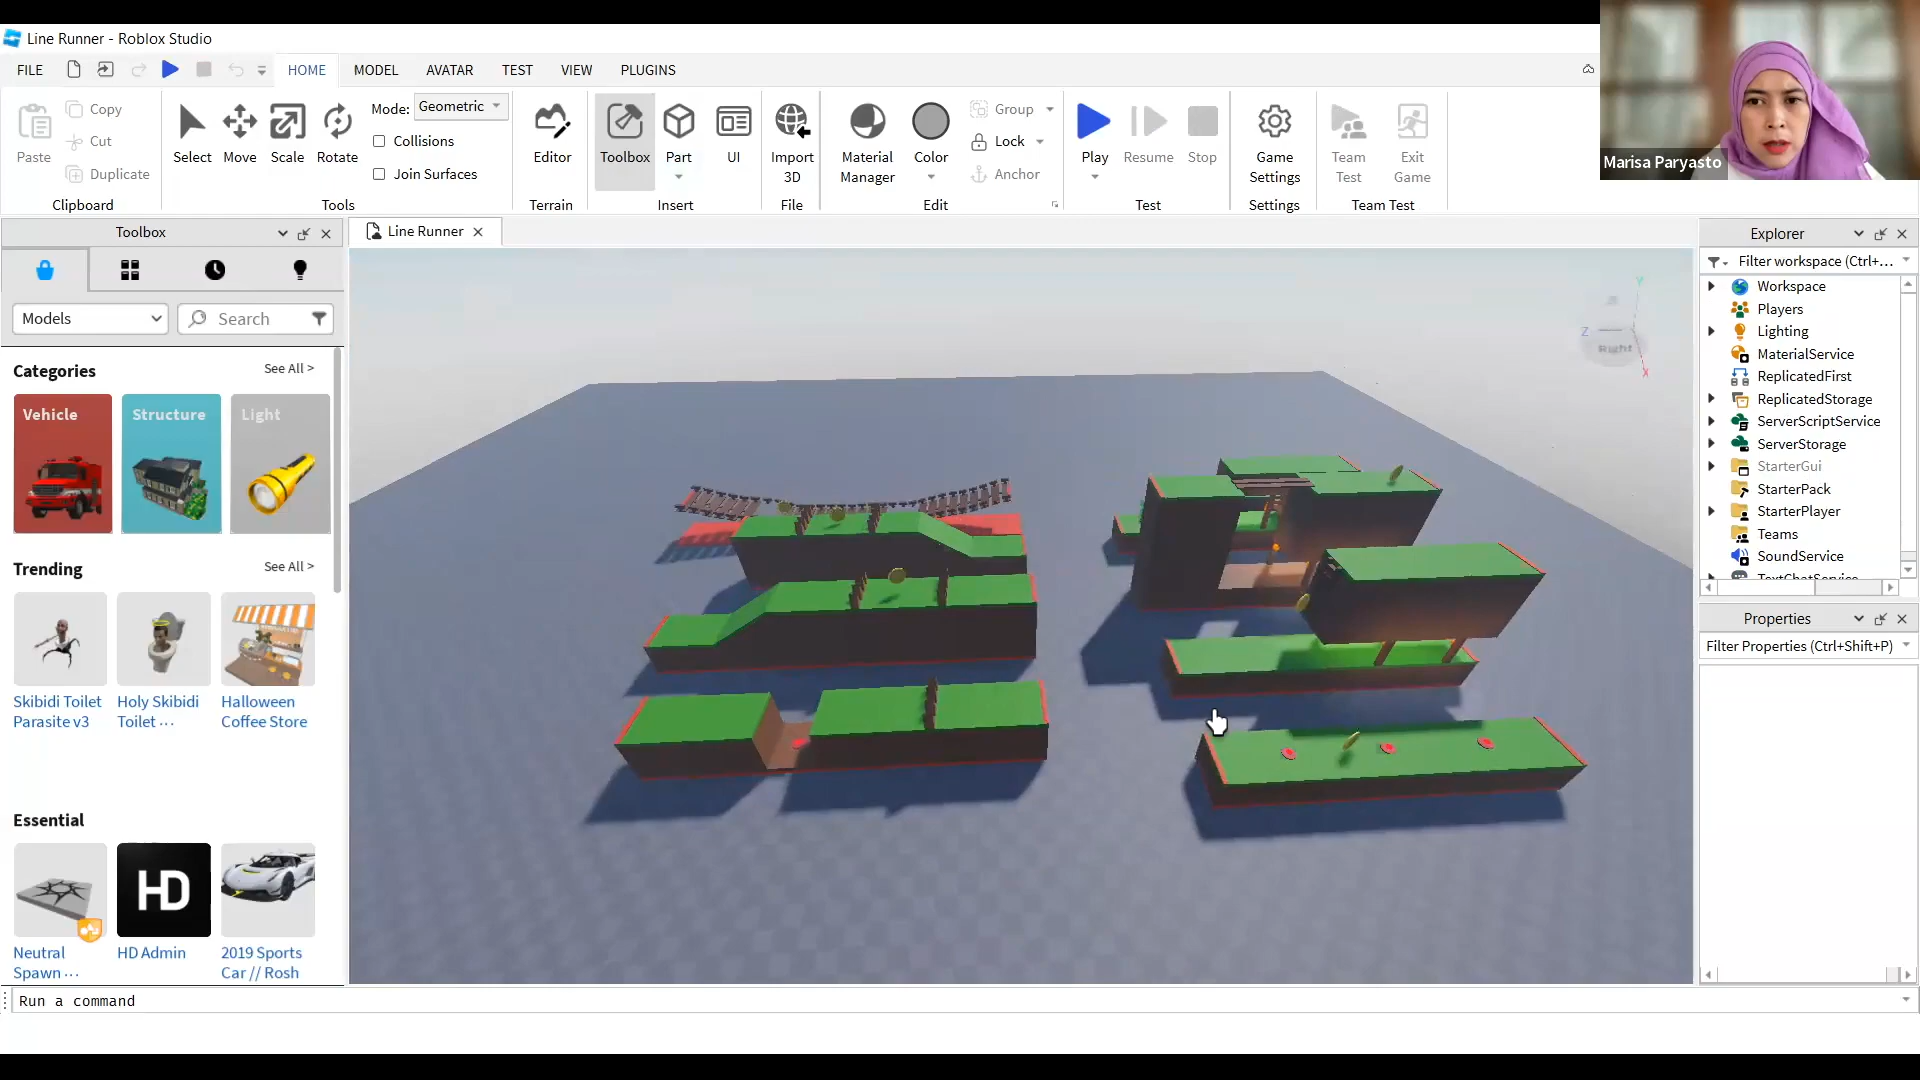 Line Runner - Roblox Studio
FILE
HOME
MODEL
AVATAR
TEST
VIEW
PLUGINS
Paste
Copy
Cut
Duplicate
Clipboard
Select
Move
Scale
Rotate
Mode:
Geometric
Collisions
Join Surfaces
Tools
Editor
Terrain
Toolbox
Part
UI
Insert
Import
3D
File
Material
Manager
Color
Group
Lock
Anchor
Edit
Play
Resume
Stop
Test
Game
Settings
Settings
Team
Test
Exit
Game
Team Test
Marisa Paryasto
Toolbox
Models
Search
Categories
See All >
Vehicle
Structure
Light
Trending
See All >
Skibidi Toilet
Parasite v3
Holy Skibidi
Toilet ...
Halloween
Coffee Store
Essential
HD
Neutral
Spawn ...
HD Admin
2019 Sports
Car // Rosh
Line Runner
Y
Z
X
Right
Explorer
Filter workspace (Ctrl+...
Workspace
Players
Lighting
MaterialService
ReplicatedFirst
ReplicatedStorage
ServerScriptService
ServerStorage
StarterGui
StarterPack
StarterPlayer
Teams
SoundService
TextChatService
Properties
Filter Properties (Ctrl+Shift+P)
Run a command